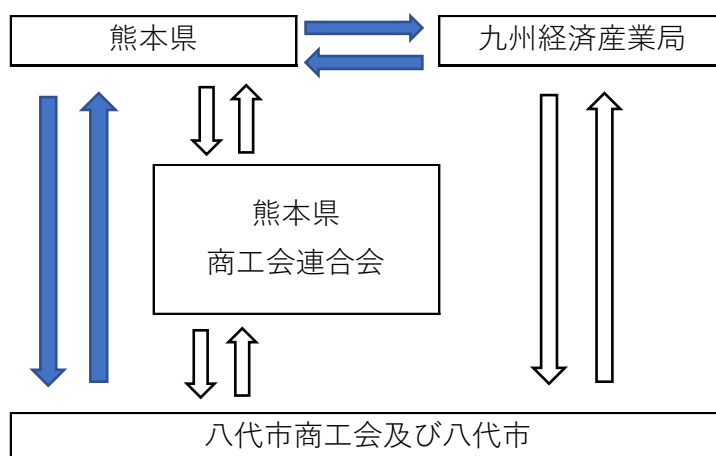 熊本県
九州経済産業局
熊本県
商工会連合会
八代市商工会及び八代市